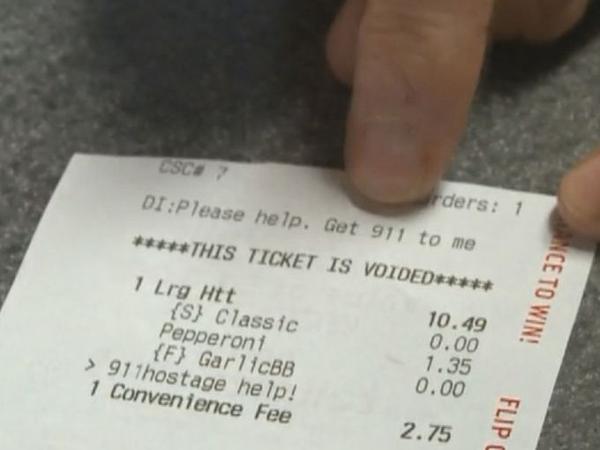 CSC# 7 rders: 1
DI:Please help. Get 911 to me
*****THIS TICKET IS VOIDED*****
1 Lrg Htt 10.49
{S} Classic 0.00
Pepperoni 1.35
{F} GarlicBB 0.00
> 911hostage help!
1 Convenience Fee 2.75
ANCE TO WIN!
FLIP